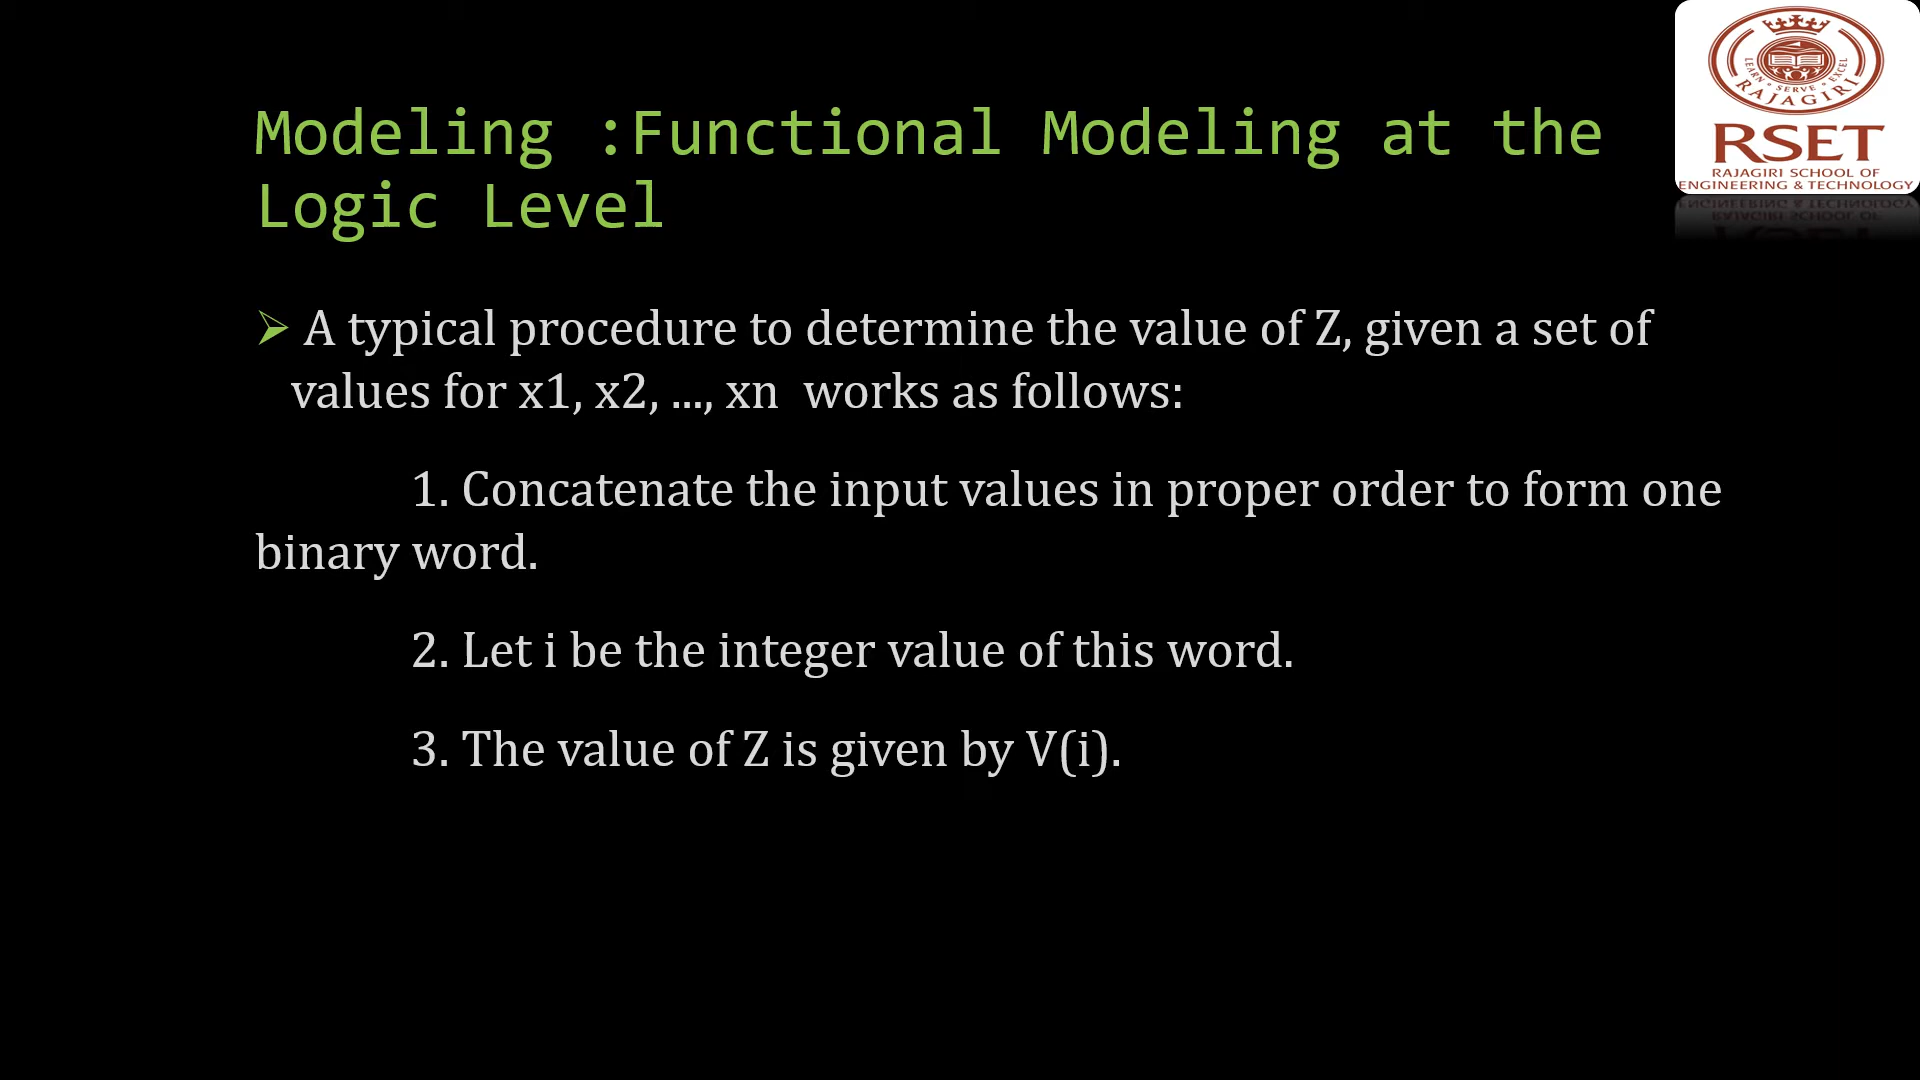 Modeling :Functional Modeling at the
Logic Level
A typical procedure to determine the value of Z, given a set of
values for x1, x2, ..., xn works as follows:
1. Concatenate the input values in proper order to form one
binary word.
2. Let i be the integer value of this word.
3. The value of Z is given by V(i).
LEARN • SERVE • EXCEL
RAJAGIRI
RSET
RAJAGIRI SCHOOL OF
ENGINEERING & TECHNOLOGY